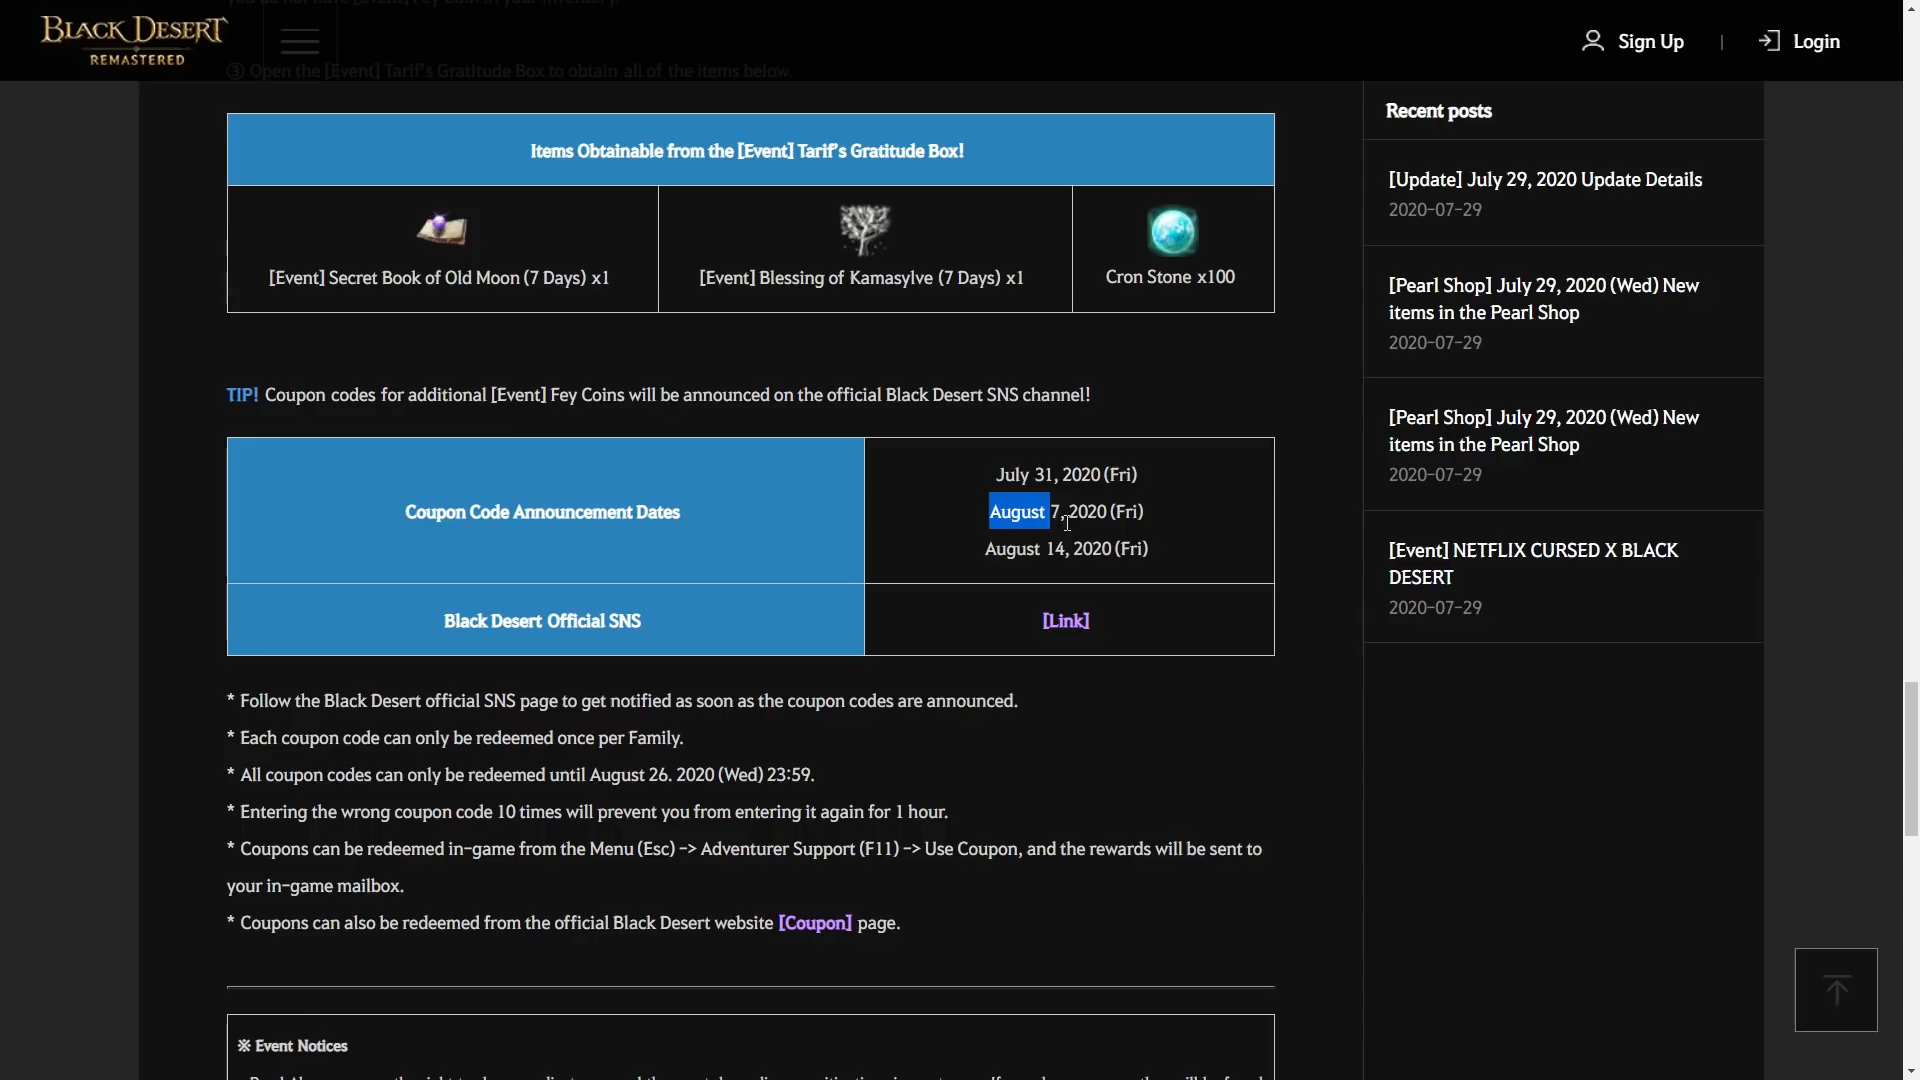 BLACK DESERT
REMASTERED
Sign Up
|
Login
③ Open the [Event] Tarif's Gratitude Box to obtain all of the items below.
Items Obtainable from the [Event] Tarif's Gratitude Box!
[Event] Secret Book of Old Moon (7 Days) x1
[Event] Blessing of Kamasylve (7 Days) x1
Cron Stone x100
TIP! Coupon codes for additional [Event] Fey Coins will be announced on the official Black Desert SNS channel!
Coupon Code Announcement Dates
July 31, 2020 (Fri)
August 7, 2020 (Fri)
August 14, 2020 (Fri)
Black Desert Official SNS
[Link]
* Follow the Black Desert official SNS page to get notified as soon as the coupon codes are announced.
* Each coupon code can only be redeemed once per Family.
* All coupon codes can only be redeemed until August 26. 2020 (Wed) 23:59.
* Entering the wrong coupon code 10 times will prevent you from entering it again for 1 hour.
* Coupons can be redeemed in-game from the Menu (Esc) -> Adventurer Support (F11) -> Use Coupon, and the rewards will be sent to
your in-game mailbox.
* Coupons can also be redeemed from the official Black Desert website [Coupon] page.
※ Event Notices
Recent posts
[Update] July 29, 2020 Update Details
2020-07-29
[Pearl Shop] July 29, 2020 (Wed) New
items in the Pearl Shop
2020-07-29
[Pearl Shop] July 29, 2020 (Wed) New
items in the Pearl Shop
2020-07-29
[Event] NETFLIX CURSED X BLACK
DESERT
2020-07-29